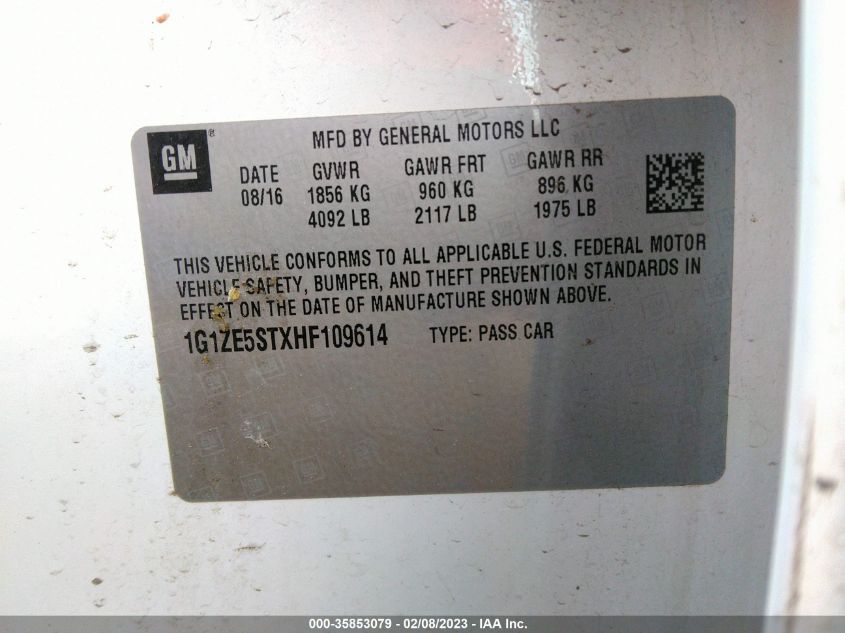 GM®
MFD BY GENERAL MOTORS LLC
DATE GVWR GAWR FRT GAWR RR
08/16 1856 KG 960 KG 896 KG
4092 LB 2117 LB 1975 LB
THIS VEHICLE CONFORMS TO ALL APPLICABLE U.S. FEDERAL MOTOR
VEHICLE SAFETY, BUMPER, AND THEFT PREVENTION STANDARDS IN
EFFECT ON THE DATE OF MANUFACTURE SHOWN ABOVE.
1G1ZE5STXHF109614 TYPE: PASS CAR
000-35853079 - 02/08/2023 - IAA Inc.